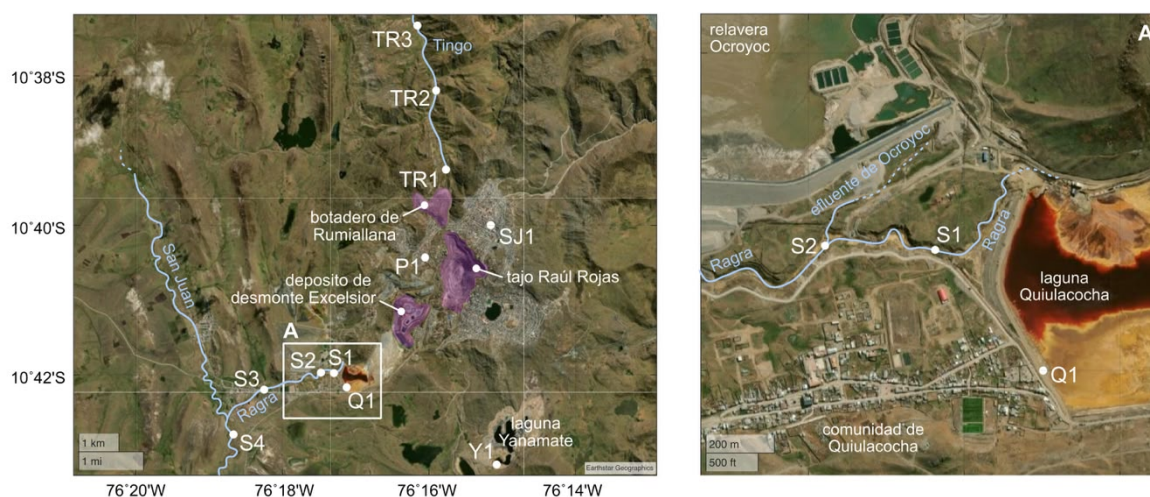 A
relavera
Ocroyoc
TR3
Tingo
10°38'S
TR2
efluente de Ocroyoc
TR1
botadero de
Rumiallana
10°40'S
SJ1
S1
S2
Ragra
Ragra
P1
tajo Raúl Rojas
deposito de
desmonte Excelsior
San Juan
laguna
Quiulacocha
A
S2
S1
10°42'S
S3
Ragra
Q1
Q1
S4
laguna
Yanamate
Y1
comunidad de
Quiulacocha
1 km
1 mi
Earthstar Geographics
200 m
500 ft
76°20'W
76°18'W
76°16'W
76°14'W